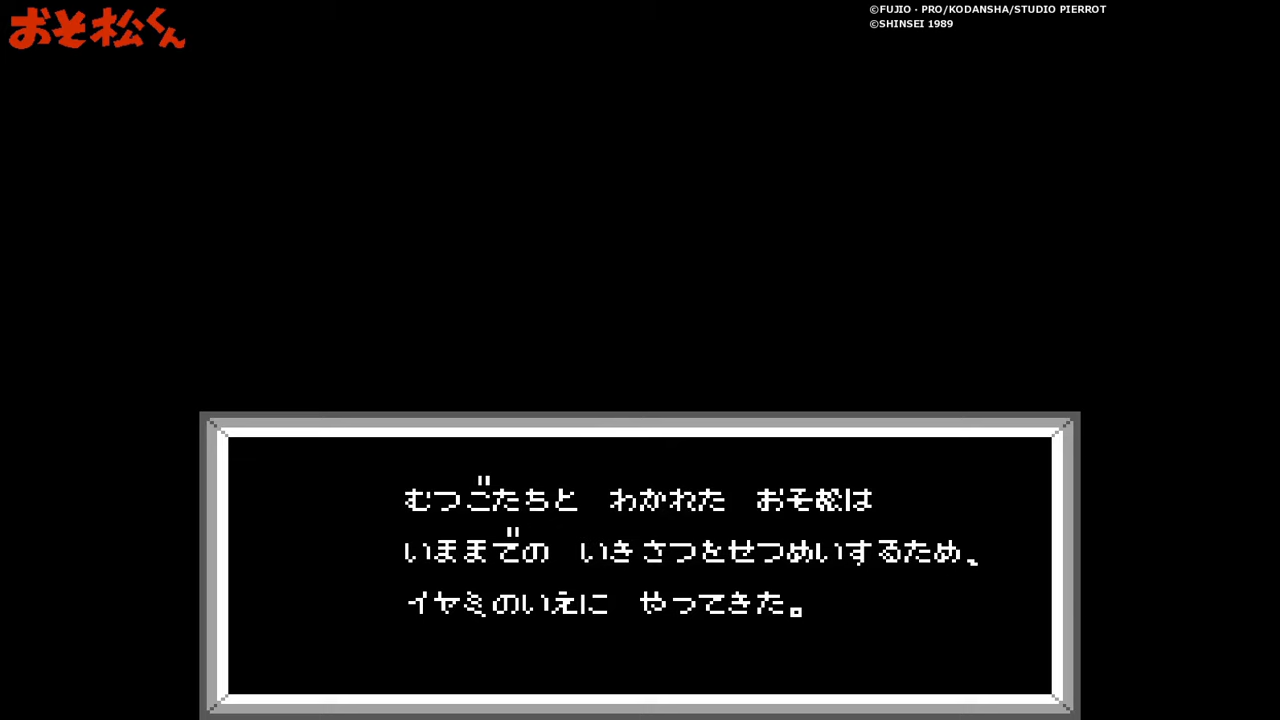 おそ松くん
©FUJIO・PRO/KODANSHA/STUDIO PIERROT
©SHINSEI 1989
むつごたちと わかれた おそ松は
いままでの いきさつをせつめいするため、
イヤミのいえに やってきた。